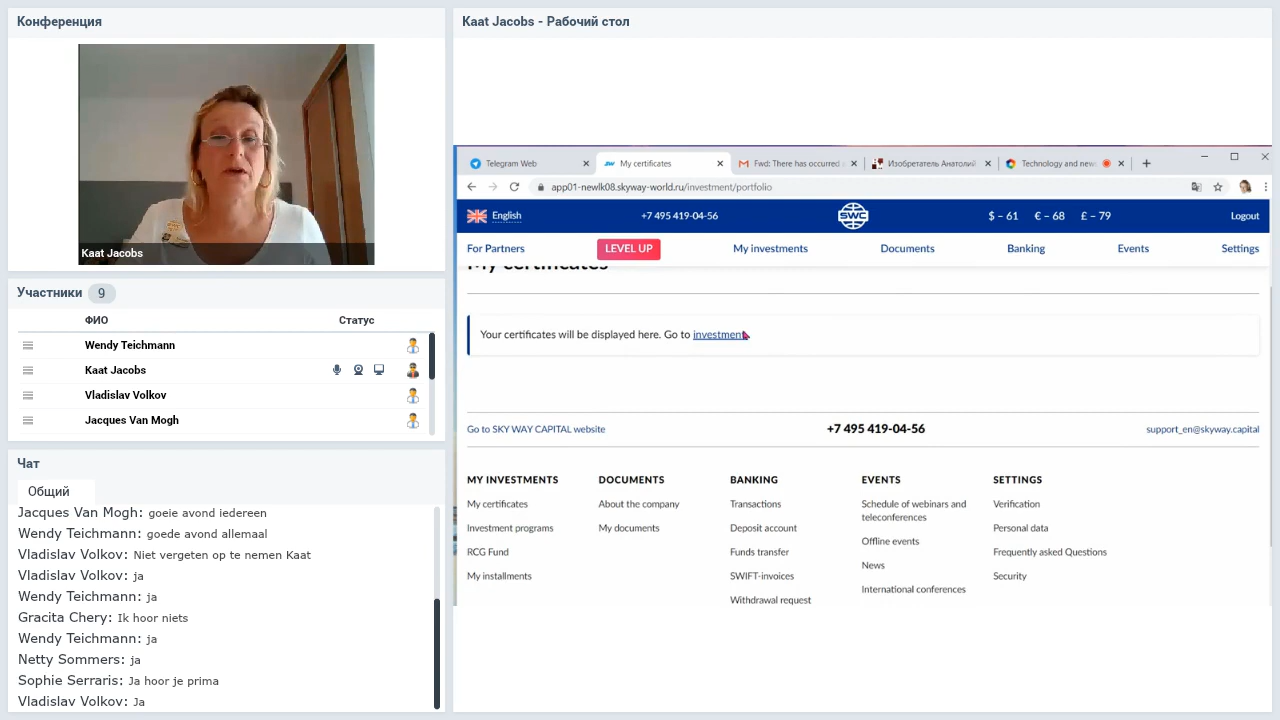 Конференция
Kaat Jacobs
Участники 9
ФИО Статус
Wendy Teichmann
Kaat Jacobs
Vladislav Volkov
Jacques Van Mogh
Чат
Общий
Jacques Van Mogh: goeie avond iedereen
Wendy Teichmann: goede avond allemaal
Vladislav Volkov: Niet vergeten op te nemen Kaat
Vladislav Volkov: ja
Wendy Teichmann: ja
Gracita Chery: Ik hoor niets
Wendy Teichmann: ja
Netty Sommers: ja
Sophie Serraris: Ja hoor je prima
Vladislav Volkov: Ja
Kaat Jacobs - Рабочий стол
Telegram Web
My certificates
Fwd: There has occurred
Изобретатель Анатолий
Technology and new
app01-newlk08.skyway-world.ru/investment/portfolio
English +7 495 419-04-56 SWC $ – 61 € – 68 £ – 79 Logout
For Partners LEVEL UP My investments Documents Banking Events Settings
My certificates
Your certificates will be displayed here. Go to investment
Go to SKY WAY CAPITAL website +7 495 419-04-56 support_en@skyway.capital
MY INVESTMENTS
My certificates
Investment programs
RCG Fund
My installments
DOCUMENTS
About the company
My documents
BANKING
Transactions
Deposit account
Funds transfer
SWIFT-invoices
Withdrawal request
EVENTS
Schedule of webinars and
teleconferences
Offline events
News
International conferences
SETTINGS
Verification
Personal data
Frequently asked Questions
Security